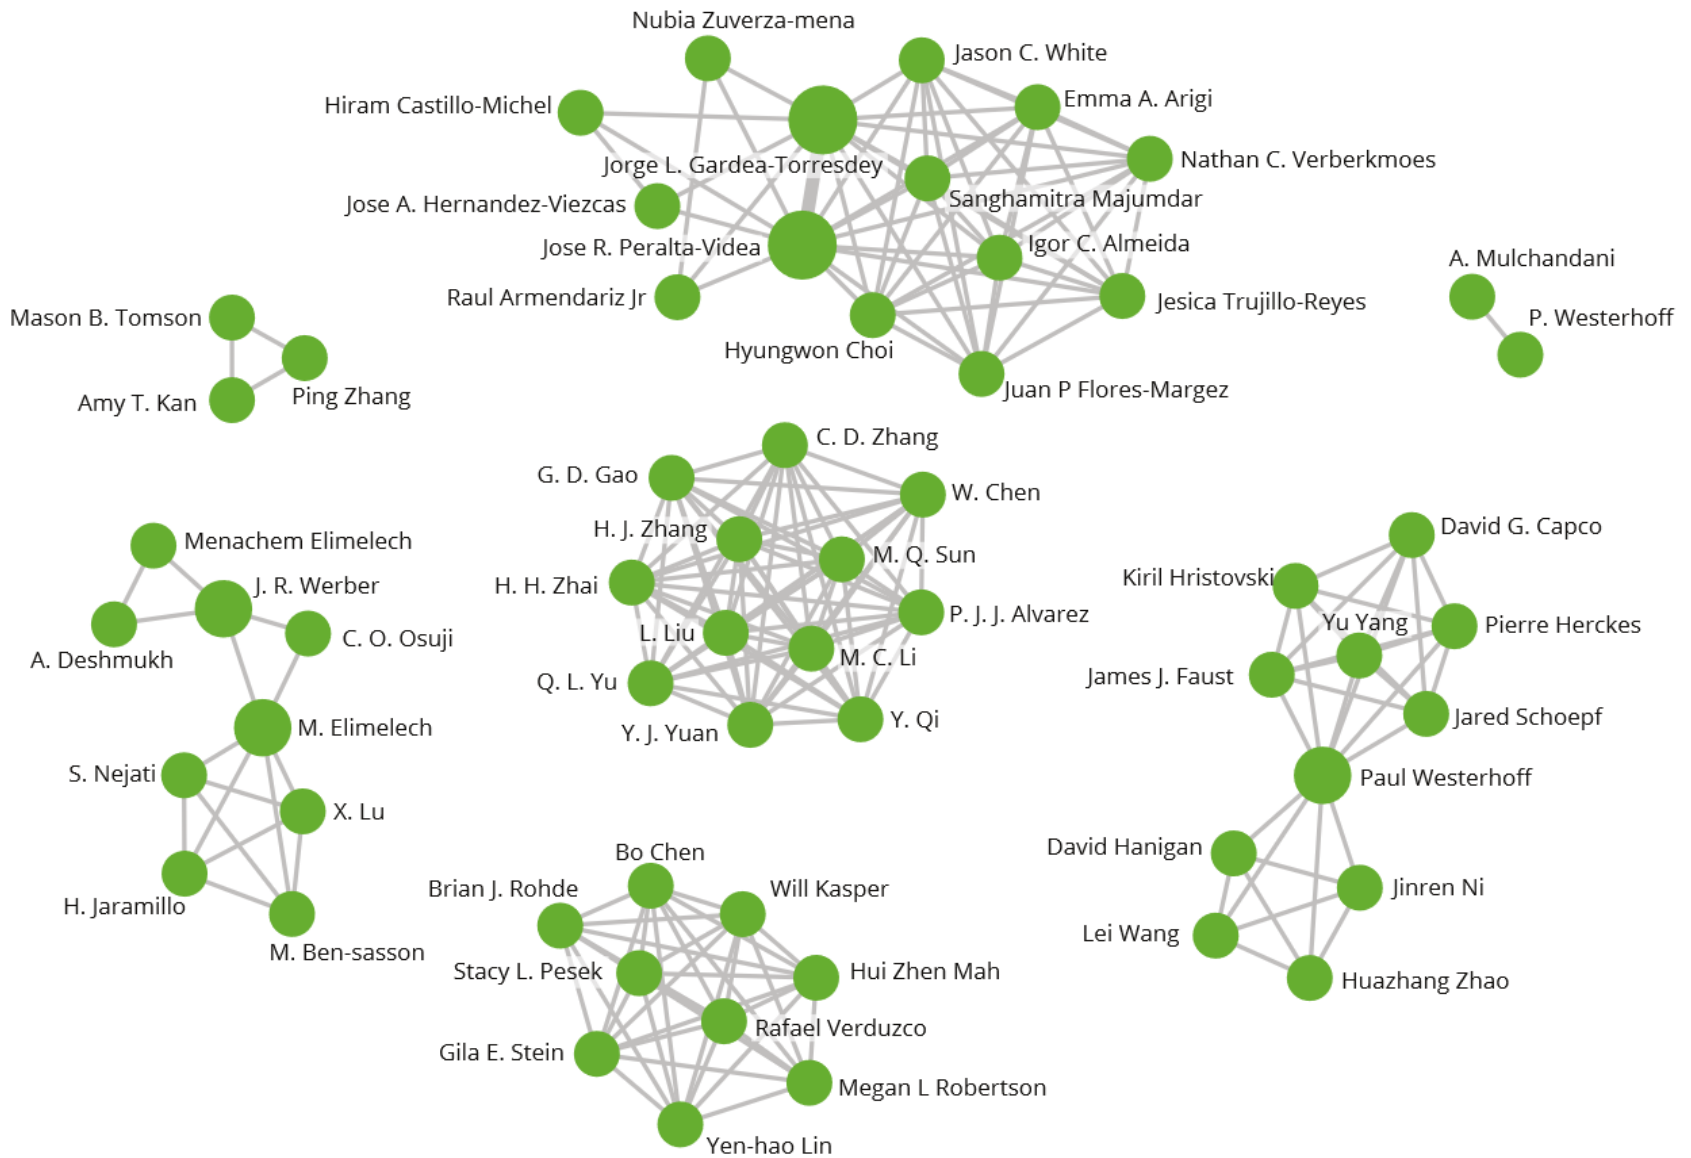 Nubia Zuverza-mena
Jason C. White
Hiram Castillo-Michel
Emma A. Arigi
Jorge L. Gardea-Torresdey
Nathan C. Verberkmoes
Jose A. Hernandez-Viezcas
Sanghamitra Majumdar
Jose R. Peralta-Videa
Igor C. Almeida
Raul Armendariz Jr
Jesica Trujillo-Reyes
Hyungwon Choi
Juan P Flores-Margez
A. Mulchandani
P. Westerhoff
Mason B. Tomson
Ping Zhang
Amy T. Kan
C. D. Zhang
G. D. Gao
W. Chen
H. J. Zhang
M. Q. Sun
H. H. Zhai
P. J. J. Alvarez
L. Liu
M. C. Li
Q. L. Yu
Y. J. Yuan
Y. Qi
Menachem Elimelech
J. R. Werber
C. O. Osuji
A. Deshmukh
M. Elimelech
S. Nejati
X. Lu
H. Jaramillo
M. Ben-sasson
David G. Capco
Kiril Hristovski
Yu Yang
Pierre Herckes
James J. Faust
Jared Schoepf
Paul Westerhoff
David Hanigan
Jinren Ni
Lei Wang
Huazhang Zhao
Bo Chen
Brian J. Rohde
Will Kasper
Stacy L. Pesek
Hui Zhen Mah
Rafael Verduzco
Gila E. Stein
Megan L Robertson
Yen-hao Lin